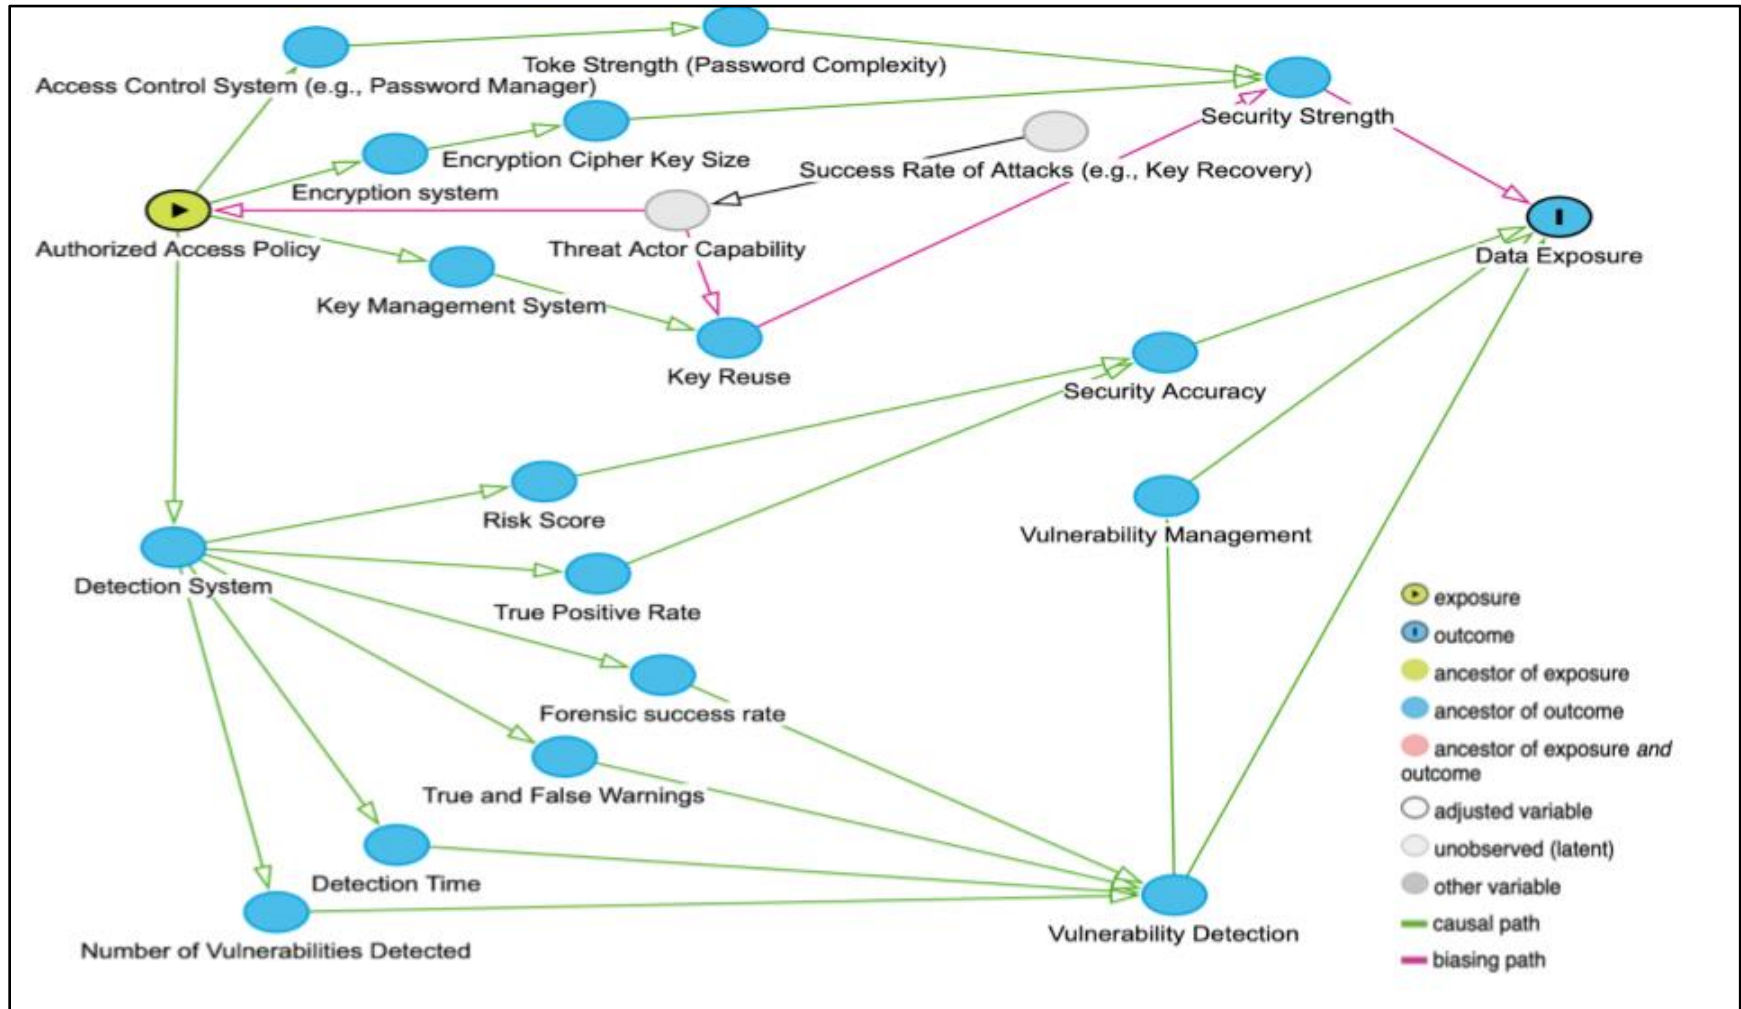 Toke Strength (Password Complexity)
Access Control System (e.g., Password Manager)
Security Strength
Encryption Cipher Key Size
Success Rate of Attacks (e.g., Key Recovery)
Encryption system
Authorized Access Policy
Threat Actor Capability
Data Exposure
Key Management System
Key Reuse
Security Accuracy
Risk Score
Vulnerability Management
Detection System
True Positive Rate
Forensic success rate
True and False Warnings
Detection Time
Vulnerability Detection
Number of Vulnerabilities Detected
exposure
outcome
ancestor of exposure
ancestor of outcome
ancestor of exposure and
outcome
adjusted variable
unobserved (latent)
other variable
causal path
biasing path